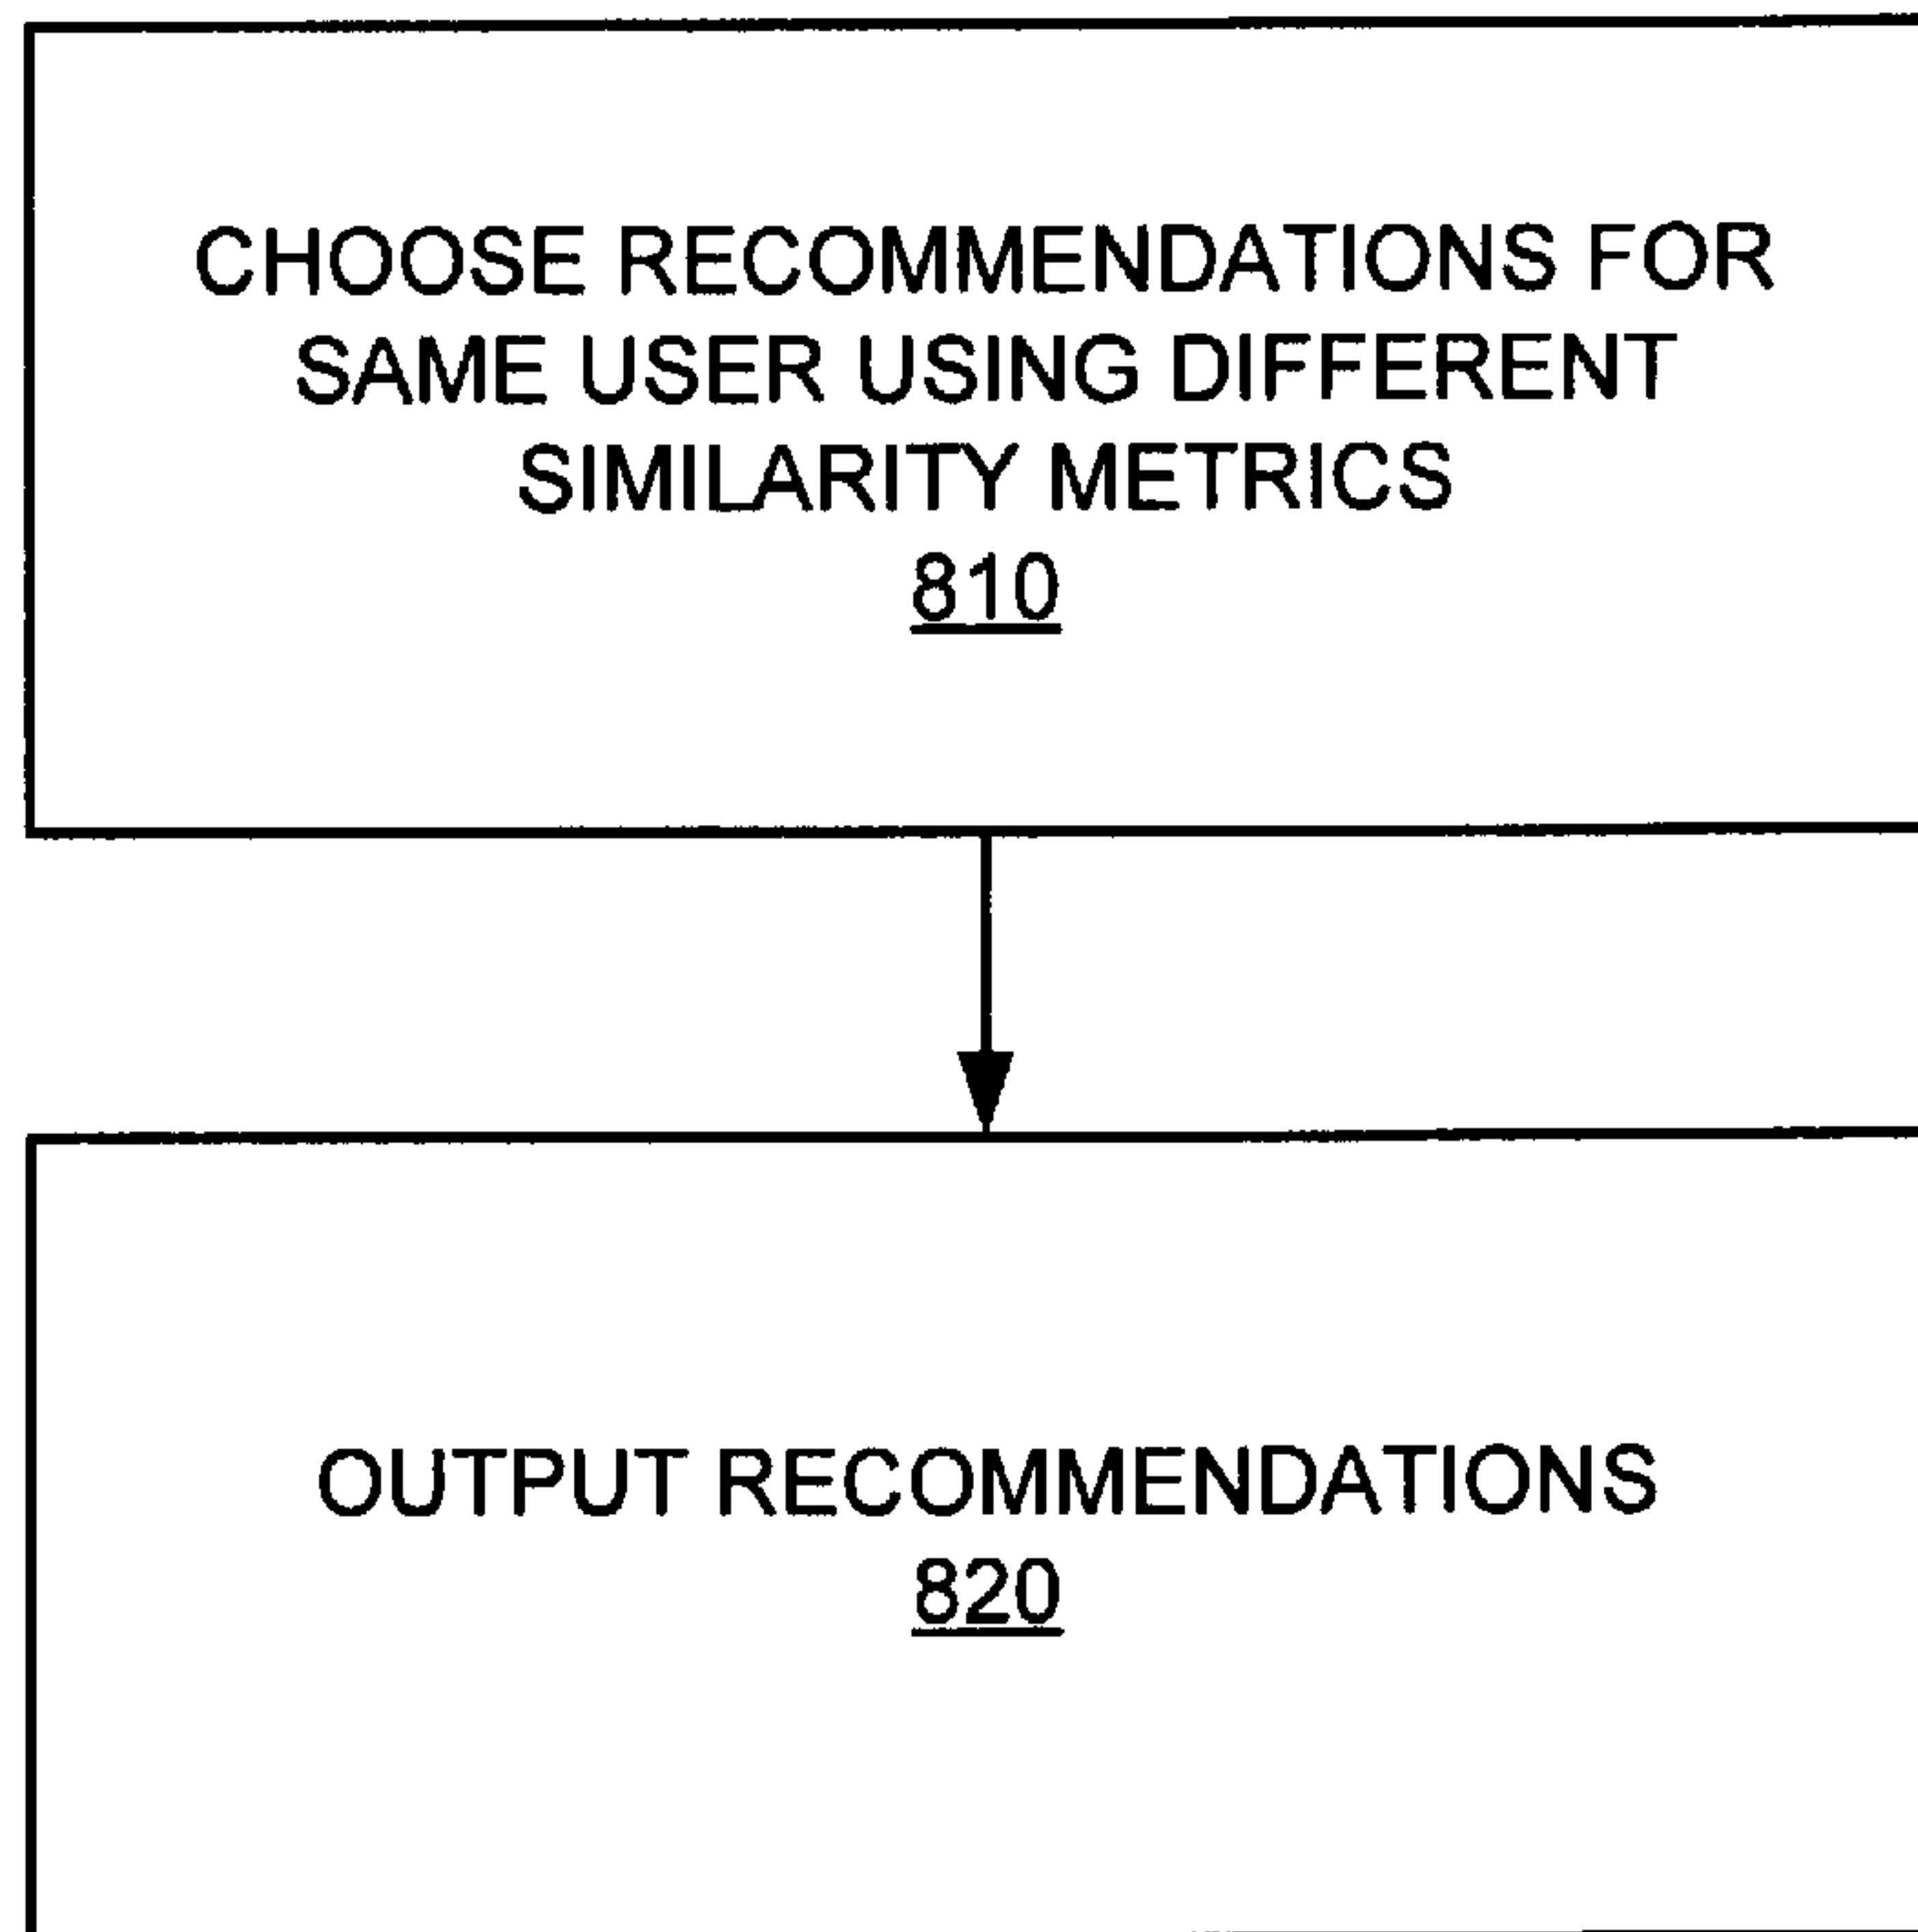 CHOOSE RECOMMENDATIONS FOR
SAME USER USING DIFFERENT
SIMILARITY METRICS
810
OUTPUT RECOMMENDATIONS
820